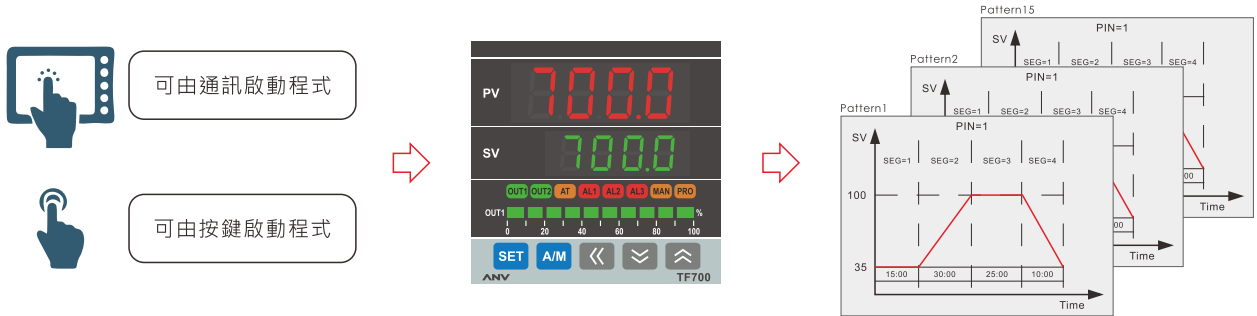 可由通訊啟動程式
可由按鍵啟動程式
PV 700.0
SV 700.0
OUT1 OUT2 AT AL1 AL2 AL3 MAN PRO
OUT1 %
0 20 40 60 80 100
SET A/M
ANV TF700
Pattern15
PIN=1
SV
SEG=1 SEG=2 SEG=3 SEG=4
00
Time
Pattern2
PIN=1
SV
SEG=1 SEG=2 SEG=3 SEG=4
00
Time
Pattern1
PIN=1
SV
SEG=1 SEG=2 SEG=3 SEG=4
100
35
15:00 30:00 25:00 10:00
Time